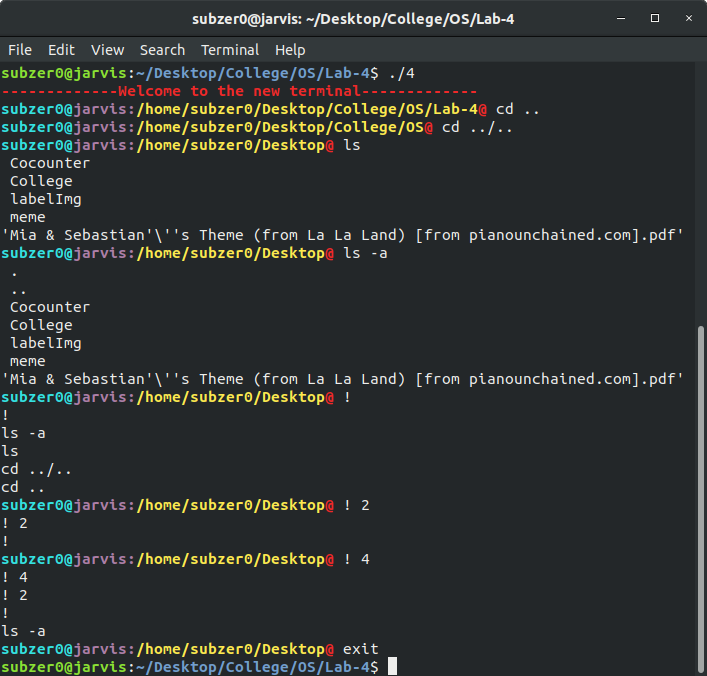 subzer0@jarvis: ~/Desktop/College/OS/Lab-4
File Edit View Search Terminal Help
subzer0@jarvis:~/Desktop/College/OS/Lab-4$ ./4
-------------Welcome to the new terminal-------------
subzer0@jarvis:/home/subzer0/Desktop/College/OS/Lab-4@ cd ..
subzer0@jarvis:/home/subzer0/Desktop/College/OS@ cd ../..
subzer0@jarvis:/home/subzer0/Desktop@ ls
 Cocounter
 College
 labelImg
 meme
'Mia & Sebastian'\''s Theme (from La La Land) [from pianounchained.com].pdf'
subzer0@jarvis:/home/subzer0/Desktop@ ls -a
 .
 ..
 Cocounter
 College
 labelImg
 meme
'Mia & Sebastian'\''s Theme (from La La Land) [from pianounchained.com].pdf'
subzer0@jarvis:/home/subzer0/Desktop@ !
!
ls -a
ls
cd ../..
cd ..
subzer0@jarvis:/home/subzer0/Desktop@ ! 2
! 2
!
subzer0@jarvis:/home/subzer0/Desktop@ ! 4
! 4
! 2
!
ls -a
subzer0@jarvis:/home/subzer0/Desktop@ exit
subzer0@jarvis:~/Desktop/College/OS/Lab-4$